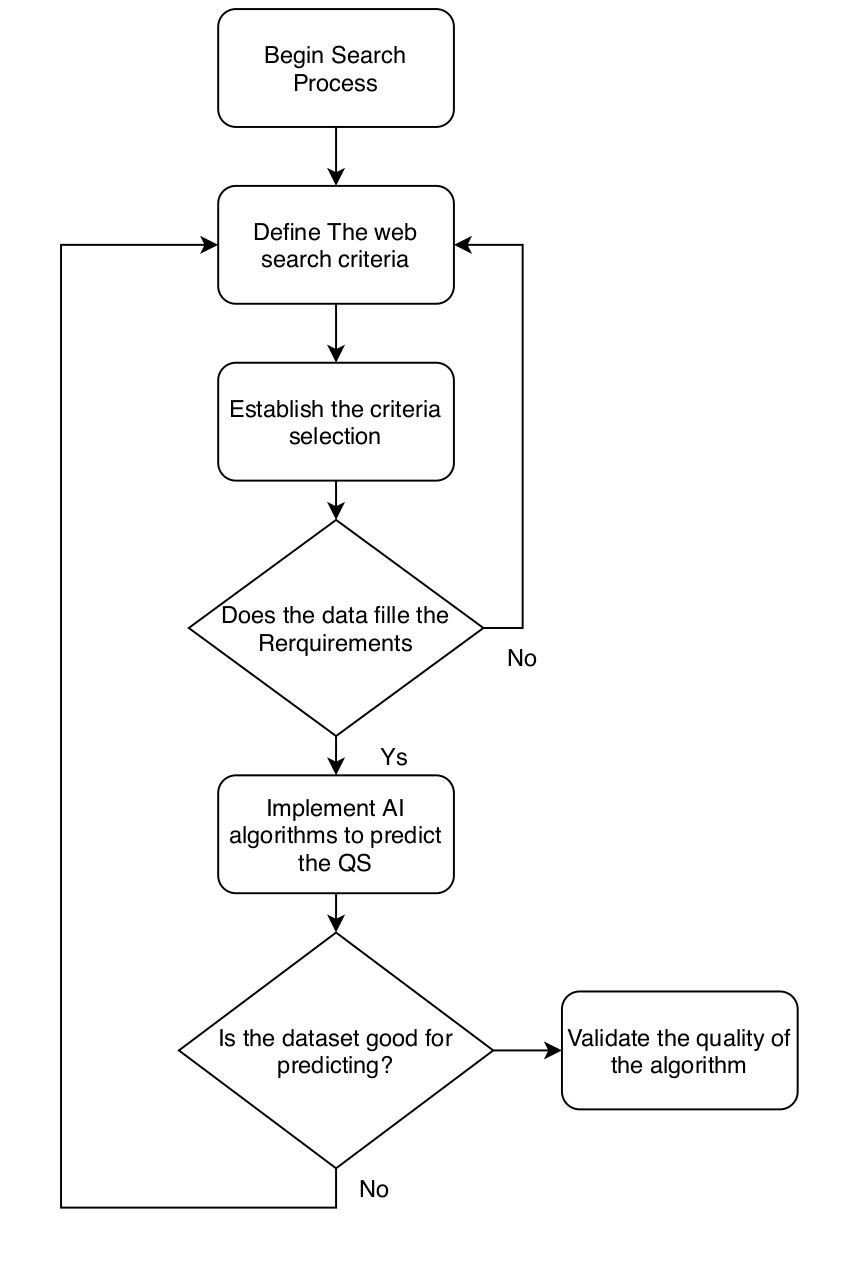 Begin Search
Process
Define The web
search criteria
Establish the criteria
selection
Does the data fille the
Rerquirements
No
Ys
Implement AI
algorithms to predict
the QS
Is the dataset good for
predicting?
Validate the quality of
the algorithm
No